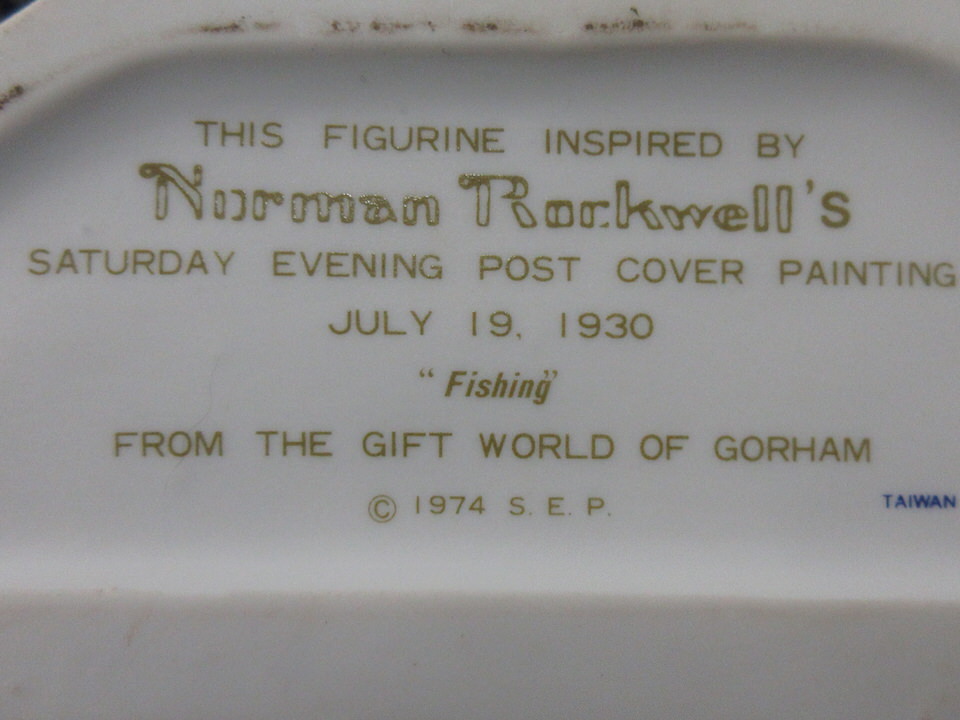 THIS FIGURINE INSPIRED BY
Norman Rockwell's
SATURDAY EVENING POST COVER PAINTING
JULY 19, 1930
"Fishing"
FROM THE GIFT WORLD OF GORHAM
© 1974 S. E. P.
TAIWAN